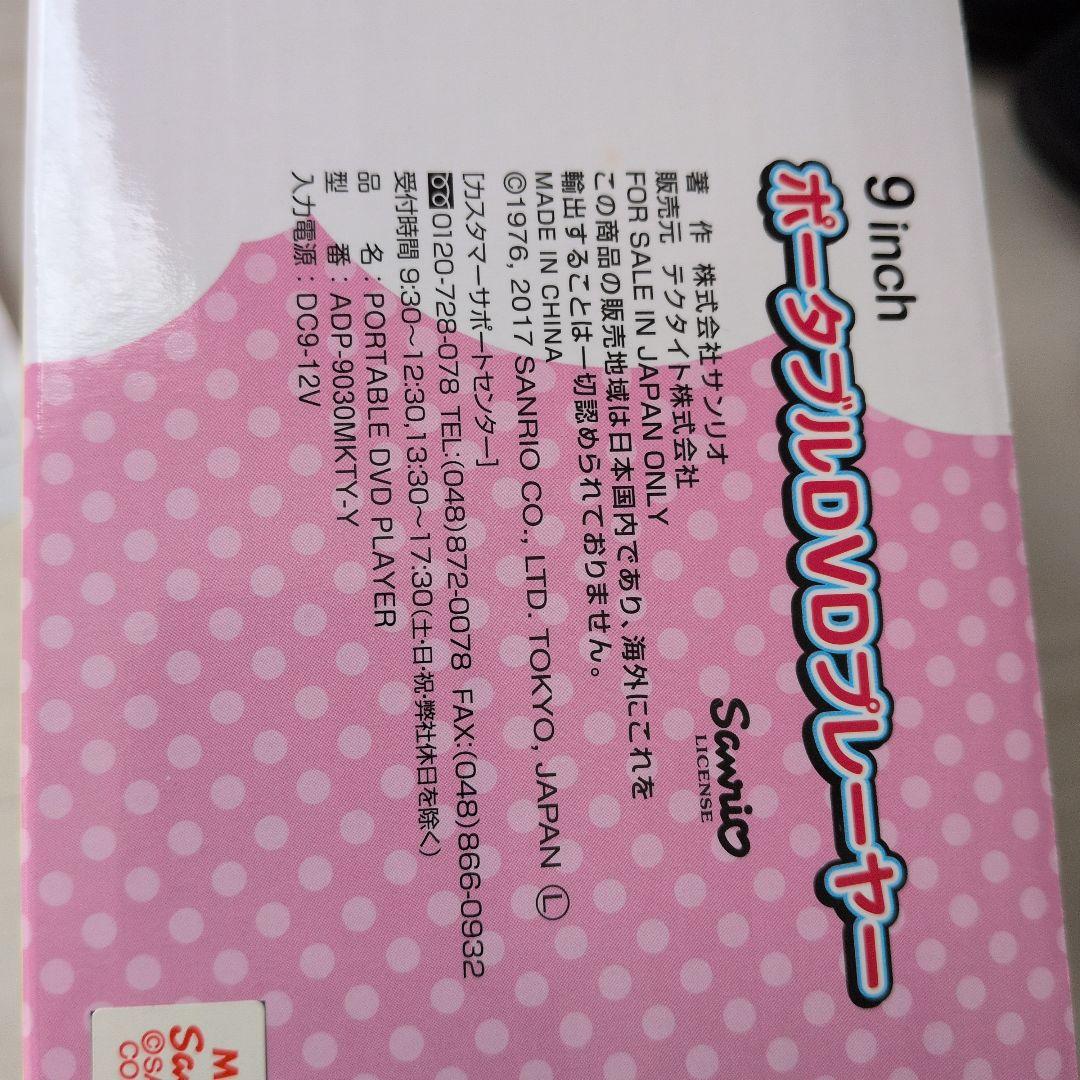 9 inch
ポータブルDVDプレーヤー
Sanrio
LICENSE
著 作 株式会社サンリオ
販売元 テクタイト株式会社
FOR SALE IN JAPAN ONLY
この商品の販売地域は日本国内であり、海外にこれを
輸出することは一切認められておりません。
MADE IN CHINA
©1976, 2017 SANRIO CO., LTD. TOKYO, JAPAN Ⓛ
[カスタマーサポートセンター]
0120-728-078 TEL:(048)872-0078 FAX:(048)866-0932
受付時間 9:30〜12:30,13:30〜17:30(土・日・祝・弊社休日を除く)
品 名：PORTABLE DVD PLAYER
型 番：ADP-9030MKTY-Y
入力電源：DC9-12V